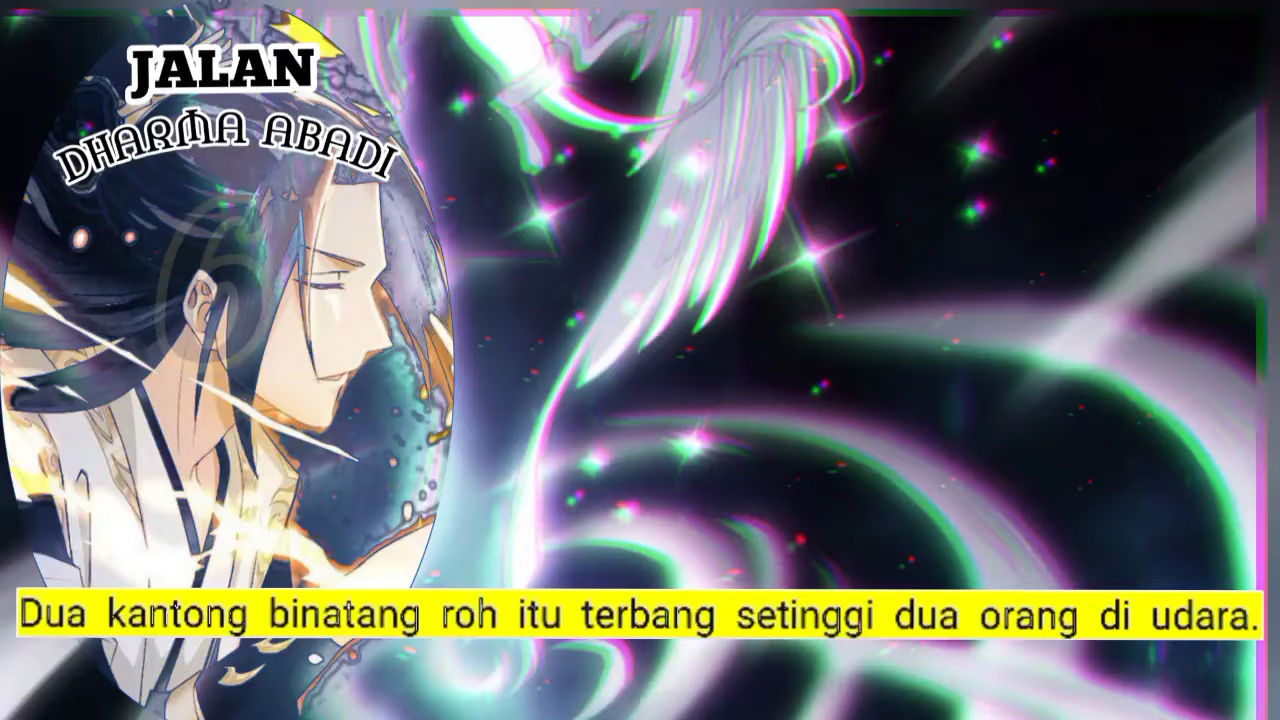 JALAN
DHARMA ABADI
Dua kantong binatang roh itu terbang setinggi dua orang di udara.